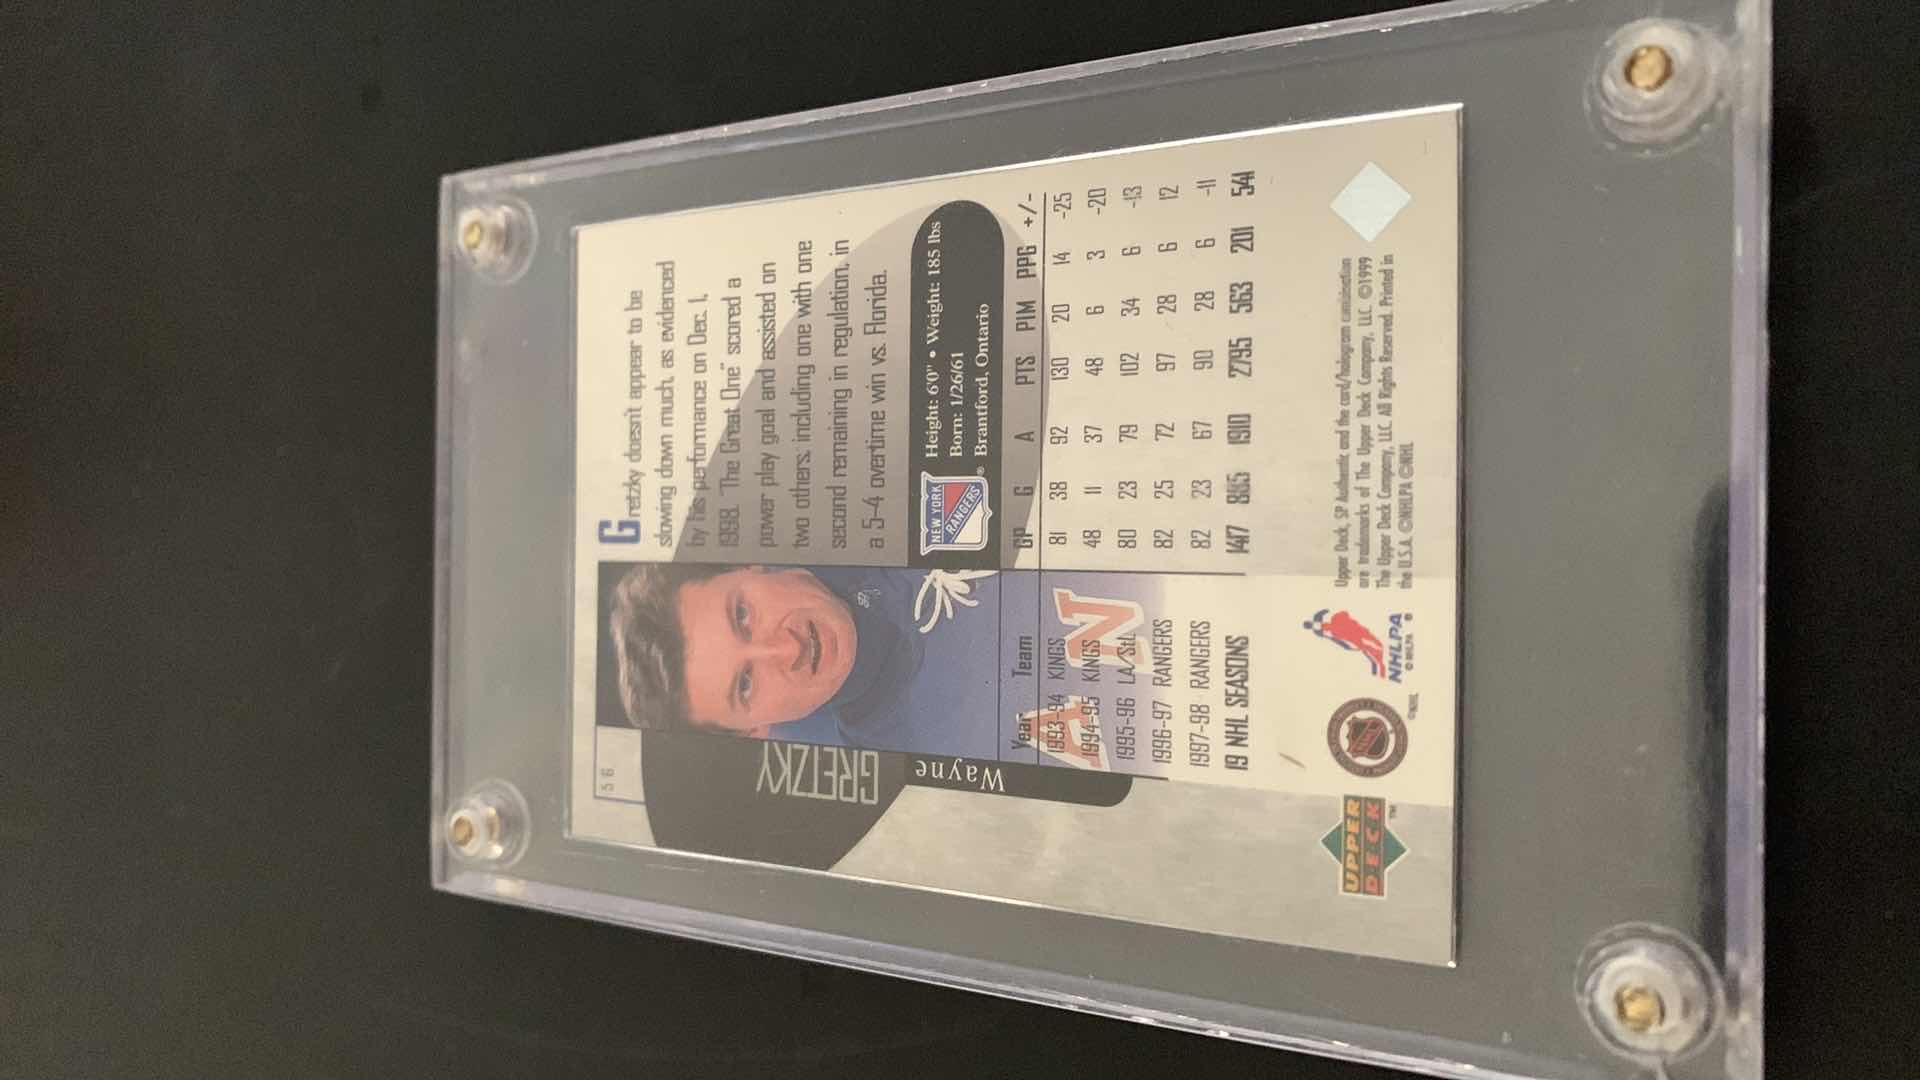 56
Gretzky doesn't appear to be
slowing down much, as evidenced
by his performance on Dec. 1,
1998. "The Great One" scored a
power play goal and assisted on
two others, including one with one
second remaining in regulation, in
a 5-4 overtime win vs. Florida.
GRETZKY
Wayne
NEW YORK
RANGERS
Height: 6'0" • Weight: 185 lbs
Born: 1/26/61
Brantford, Ontario
Year Team GP G A PTS PIM PPG +/-
1993-94 KINGS 81 38 92 130 20 14 -25
1994-95 KINGS 48 11 37 48 6 3 -20
1995-96 LA/StL 80 23 79 102 34 6 -13
1996-97 RANGERS 82 25 72 97 28 6 12
1997-98 RANGERS 82 23 67 90 28 6 -11
19 NHL SEASONS 1417 885 1910 2795 563 201 541
UPPER
DECK™
NHL
©NHL
NHLPA
© NHLPA ®
Upper Deck, SP Authentic and the card/hologram combination
are trademarks of The Upper Deck Company, LLC. ©1999
The Upper Deck Company, LLC. All Rights Reserved. Printed in
the U.S.A. ©NHLPA ©NHL